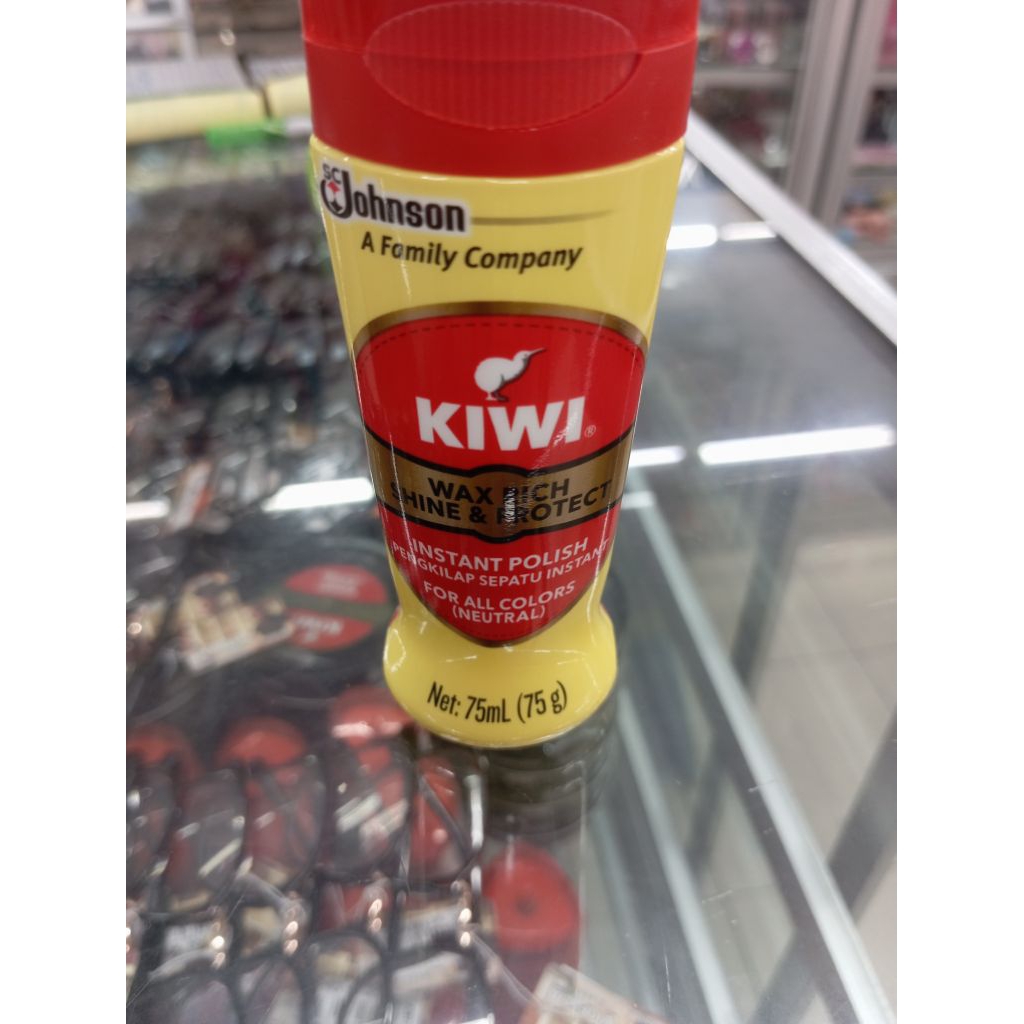 SC Johnson
A Family Company
KIWI®
WAX RICH
SHINE & PROTECT
INSTANT POLISH
PENGKILAP SEPATU INSTANT
FOR ALL COLORS
(NEUTRAL)
Net: 75mL (75 g)